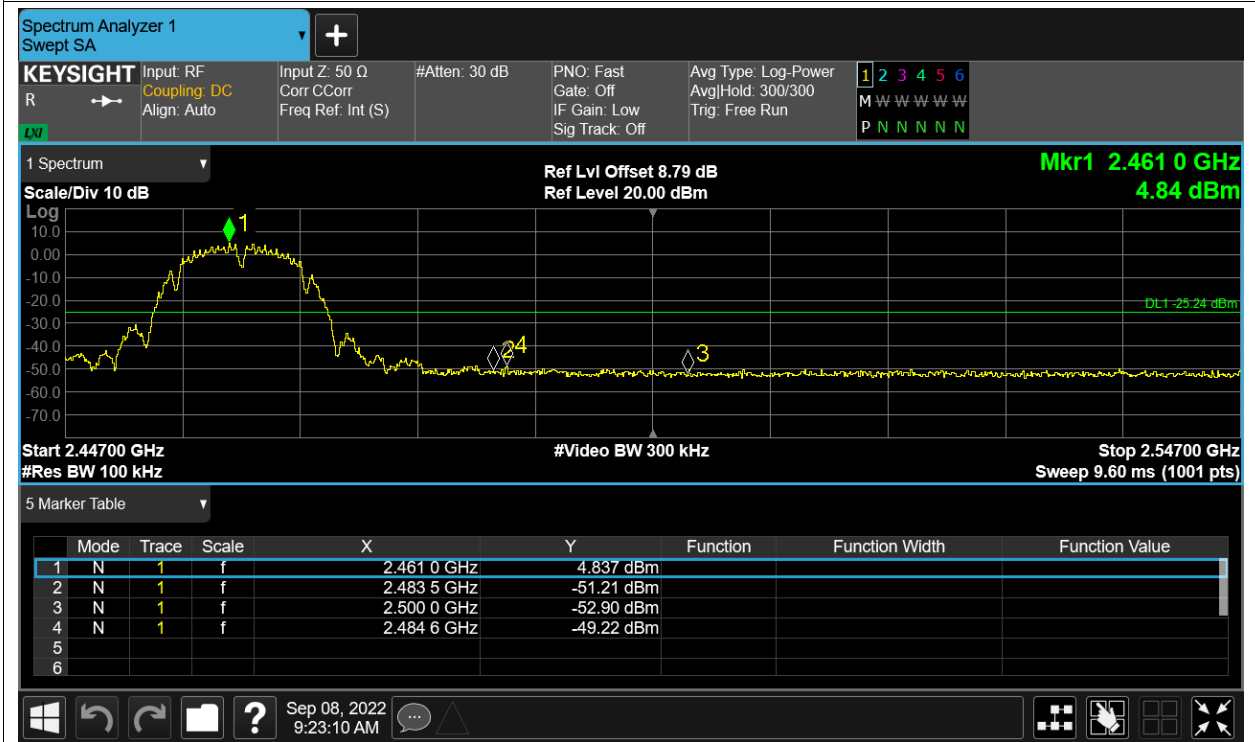 Spectrum Analyzer 1
Swept SA
+
KEYSIGHT Input: RF Input Z: 50 Ω #Atten: 30 dB PNO: Fast Avg Type: Log-Power 1 2 3 4 5 6
R Coupling: DC Corr CCorr Gate: Off Avg|Hold: 300/300 M W W W W W
Align: Auto Freq Ref: Int (S) IF Gain: Low Trig: Free Run
LXI Sig Track: Off P N N N N N
1 Spectrum Ref Lvl Offset 8.79 dB Mkr1 2.461 0 GHz
Scale/Div 10 dB Ref Level 20.00 dBm 4.84 dBm
Log
1
10.0
0.00
-10.0
-20.0
DL1 -25.24 dBm
-30.0
-40.0
2 4 3
-50.0
-60.0
-70.0
Start 2.44700 GHz #Video BW 300 kHz Stop 2.54700 GHz
#Res BW 100 kHz Sweep 9.60 ms (1001 pts)
5 Marker Table
Mode Trace Scale X Y Function Function Width Function Value
1 N 1 f 2.461 0 GHz 4.837 dBm
2 N 1 f 2.483 5 GHz -51.21 dBm
3 N 1 f 2.500 0 GHz -52.90 dBm
4 N 1 f 2.484 6 GHz -49.22 dBm
5
6
? Sep 08, 2022
9:23:10 AM